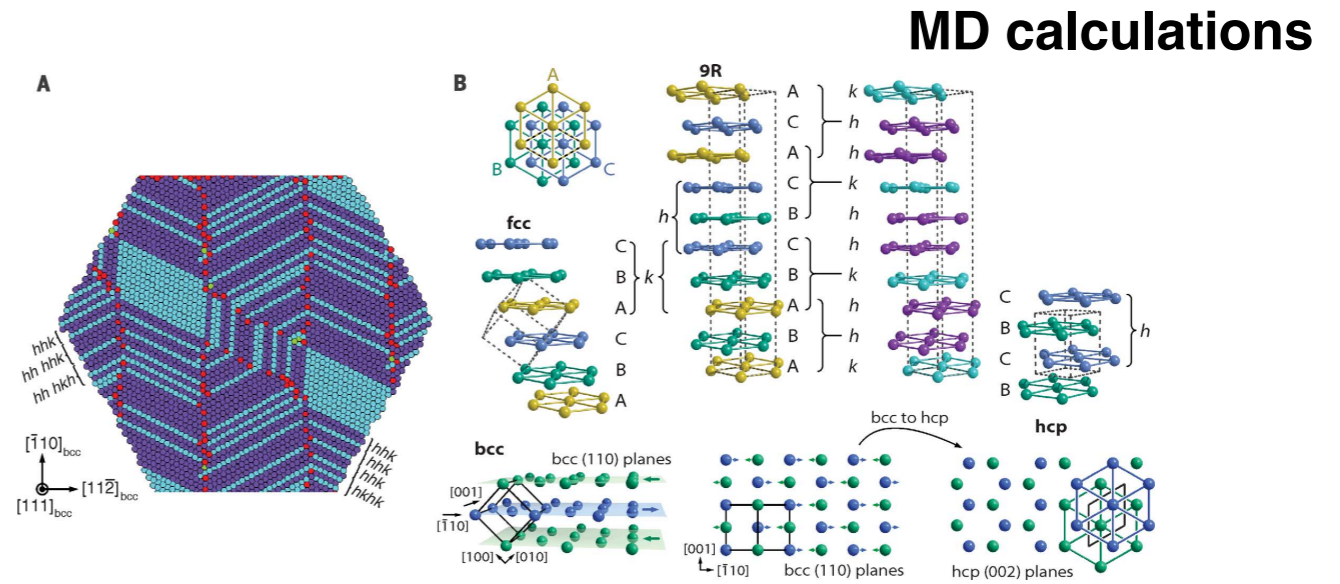 MD calculations
A
hhk
hh hhk
hh hkh
hhk
hhk
hhk
hkhk
[1̄10]bcc
[111]bcc
[112̄]bcc
B
A
B
C
fcc
C
B
A
C
B
A
k
h
9R
A
C
A
C
B
C
B
A
B
A
k
h
h
k
h
h
k
h
h
k
C
B
C
B
h
hcp
bcc
bcc (110) planes
[001]
[1̄10]
[100]
[010]
bcc to hcp
[001]
[1̄10]
bcc (110) planes
hcp (002) planes